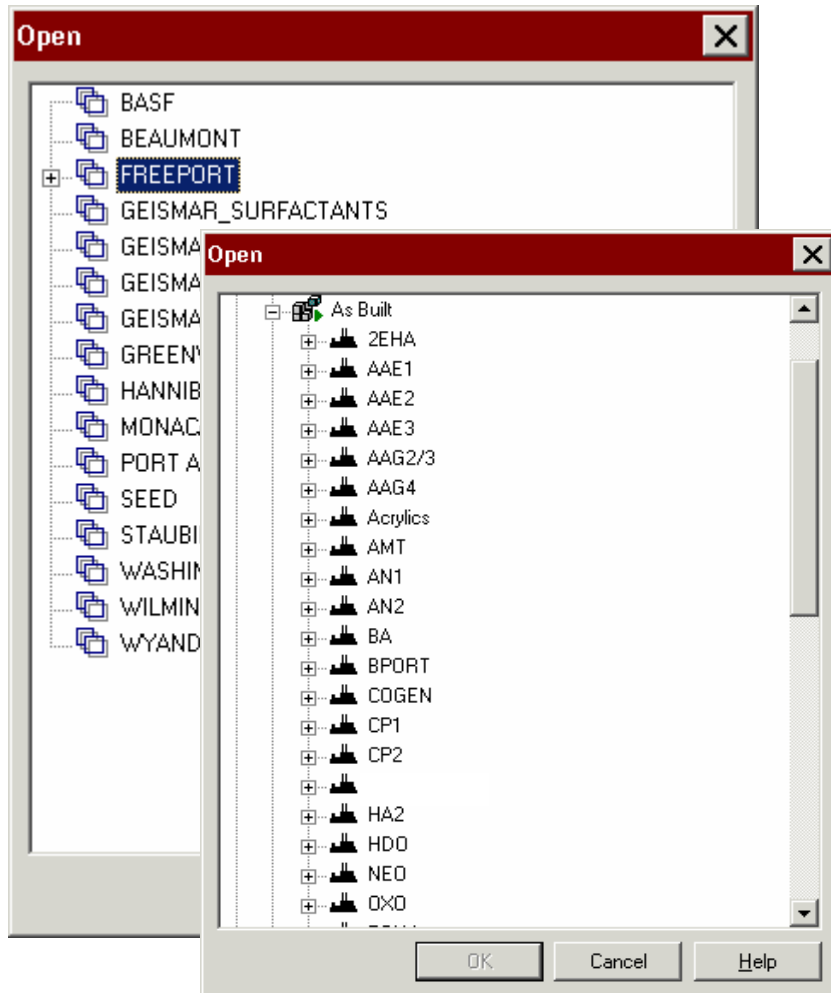 Open
BASF
BEAUMONT
FREEPORT
GEISMAR_SURFACTANTS
GEISMA
GEISMA
GEISMA
GREEN
HANNIB
MONAC
PORT A
SEED
STAUBI
WASHIN
WILMIN
WYAND
Open
As Built
2EHA
AAE1
AAE2
AAE3
AAG2/3
AAG4
Acrylics
AMT
AN1
AN2
BA
BPORT
COGEN
CP1
CP2
HA2
HDO
NEO
OXO
OK
Cancel
Help